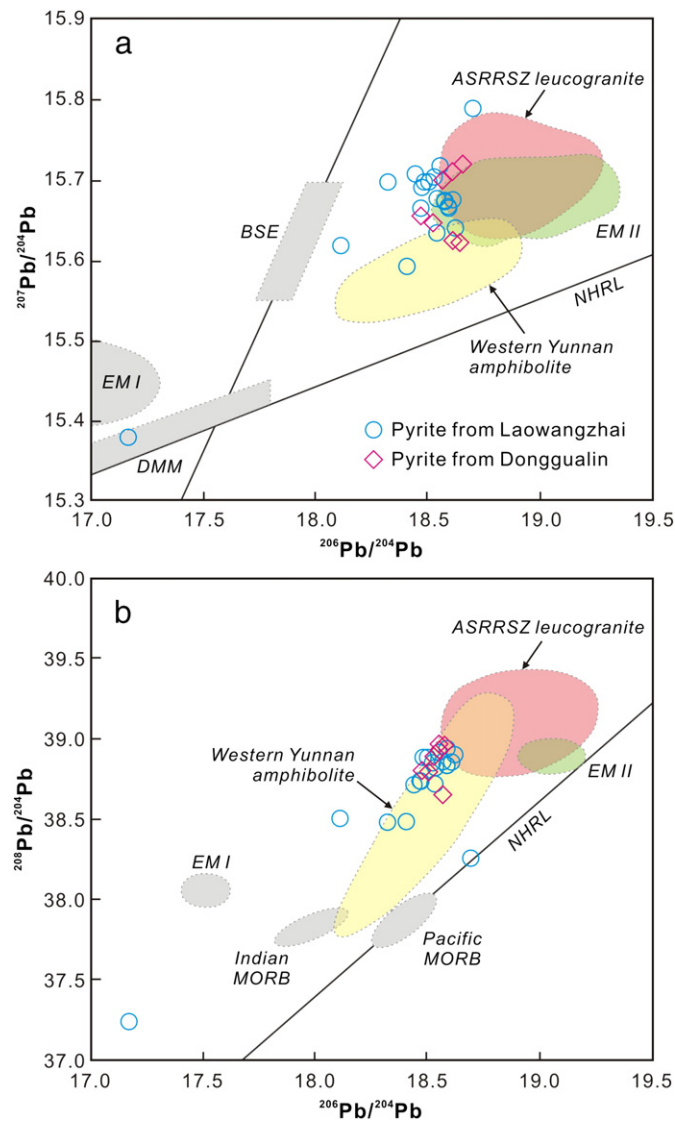 15.9
a
ASRRSZ leucogranite
15.8
15.7
BSE
EM II
²⁰⁷Pb/²⁰⁴Pb
15.6
NHRL
15.5
Western Yunnan
amphibolite
EM I
15.4
Pyrite from Laowangzhai
DMM
Pyrite from Donggualin
15.3
17.0 17.5 18.0 18.5 19.0 19.5
²⁰⁶Pb/²⁰⁴Pb
40.0
b
ASRRSZ leucogranite
39.5
39.0
Western Yunnan
amphibolite
EM II
²⁰⁸Pb/²⁰⁴Pb
38.5
NHRL
EM I
38.0
Indian
MORB
Pacific
MORB
37.5
37.0
17.0 17.5 18.0 18.5 19.0 19.5
²⁰⁶Pb/²⁰⁴Pb